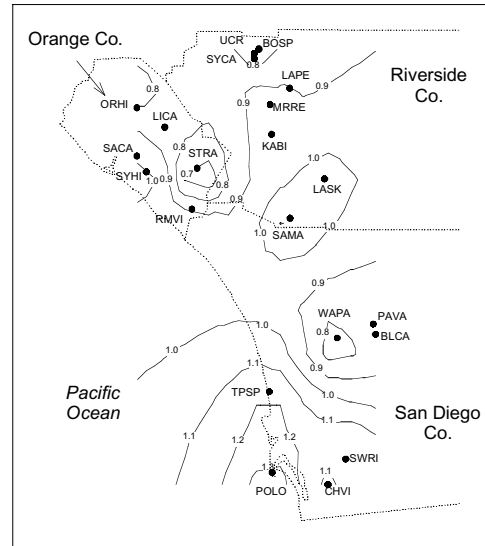 UCR
BOSP
Orange Co.
SYCA
0.8
LAPE
0.9
Riverside
Co.
0.8
ORHI
MRRE
LICA
KABI
0.8
STRA
SACA
1.0
0.7
SYHI
0.9
0.8
LASK
1.0
0.9
RMVI
SAMA
1.0
1.0
0.9
WAPA
PAVA
0.8
BLCA
1.0
1.0
0.9
1.1
Pacific
Ocean
TPSP
1.0
San Diego
Co.
1.1
1.1
1.2
1.2
SWRI
1.1
POLO
CHVI